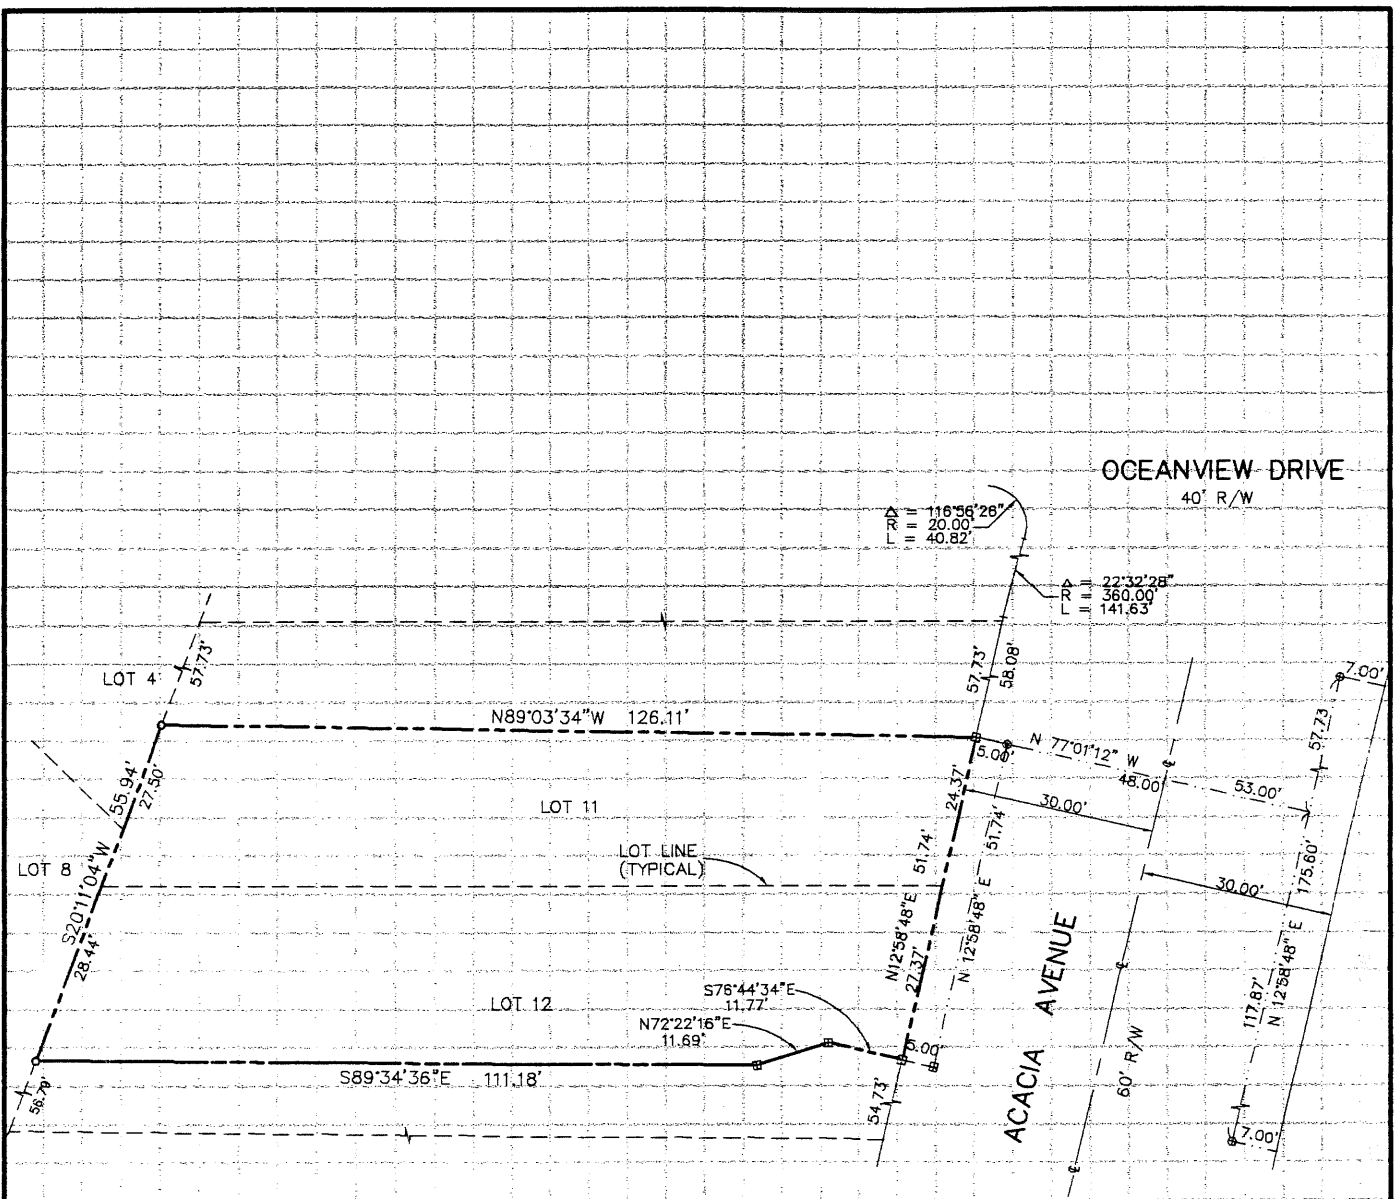 OCEANVIEW DRIVE
40' R/W
Δ = 116°56'26"
R = 20.00'
L = 40.82'
Δ = 22°32'28"
R = 360.00'
L = 141.63'
57.73'
LOT 4
57.73'
58.08'
7.00'
N89°03'34"W 126.11'
5.00'
N 77°01'12" W
48.00'
53.00'
57.73
55.94'
27.50'
LOT 11
24.37'
30.00'
51.74'
51.74'
LOT LINE
(TYPICAL)
LOT 8
S20°11'04"W
28.44'
30.00'
175.60'
N12°58'48"E
27.37'
N 12°58'48" E
ACACIA AVENUE
60' R/W
117.87'
N 12°58'48" E
S76°44'34"E
11.77'
LOT 12
N72°22'16"E
11.69'
5.00'
S89°34'36"E 111.18'
56.79'
54.73'
7.00'
℄
℄
℄